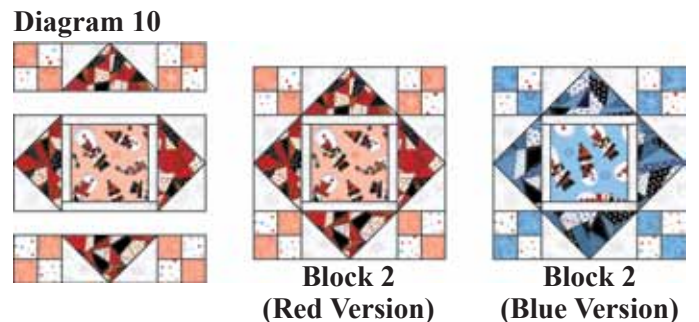 Diagram 10
Block 2
(Red Version)
Block 2
(Blue Version)